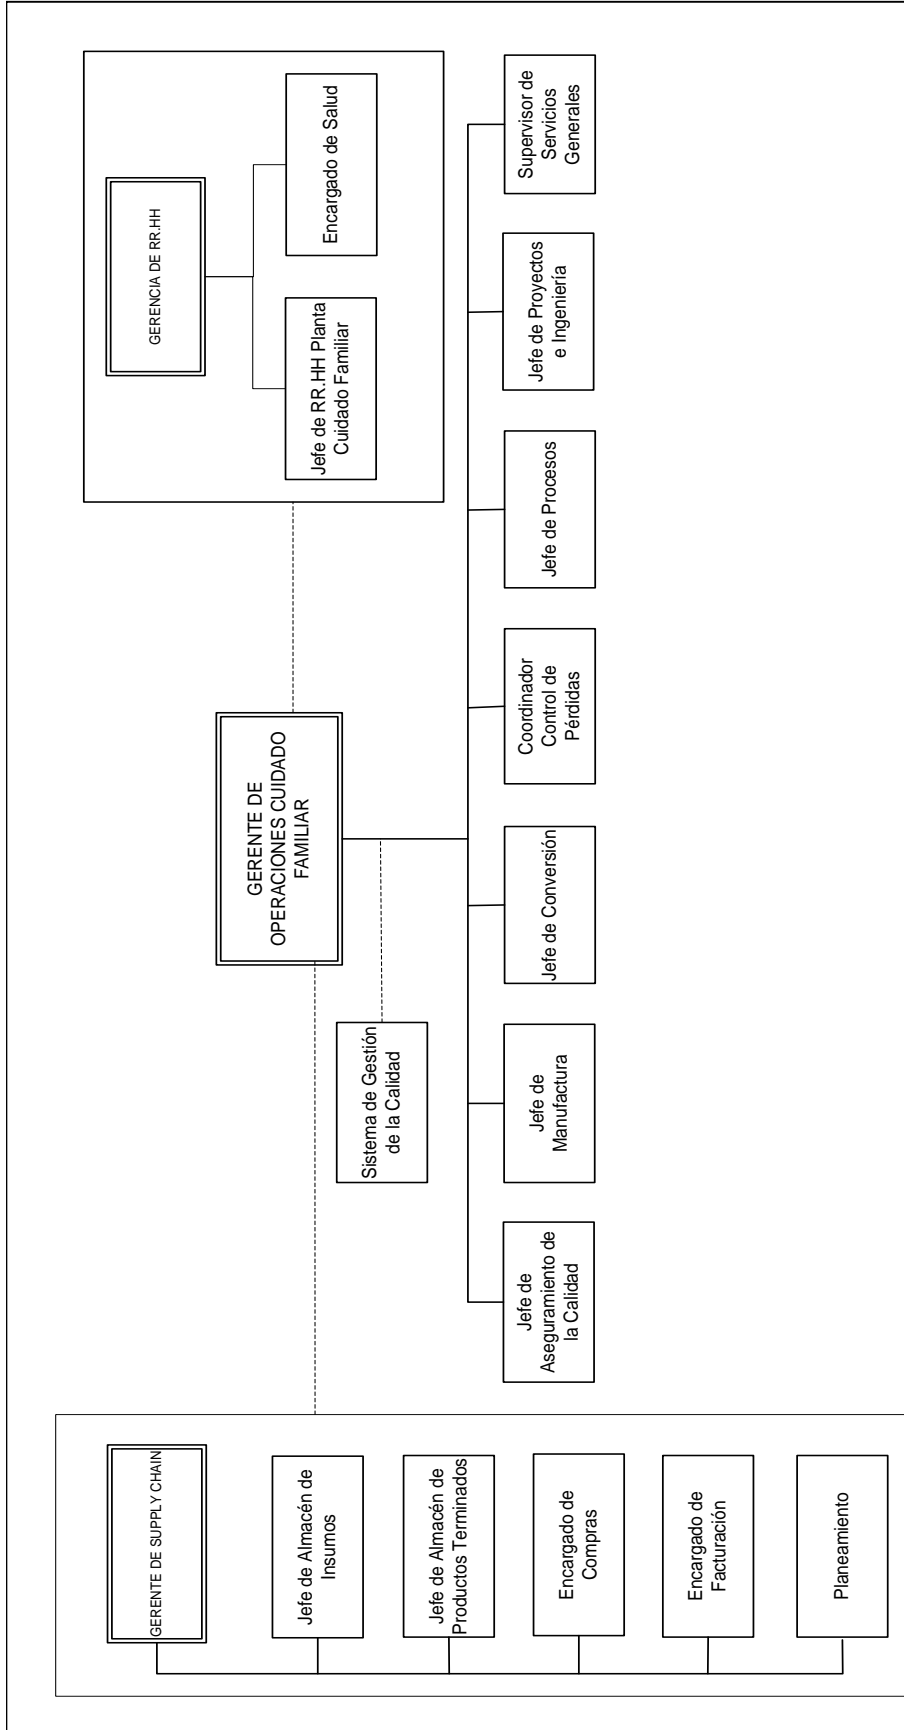 GERENTE DE SUPPLY CHAIN
Jefe de Almacén de
Insumos
Jefe de Almacén de
Productos Terminados
Encargado de
Compras
Encargado de
Facturación
Planeamiento
GERENTE DE
OPERACIONES CUIDADO
FAMILIAR
Sistema de Gestión
de la Calidad
Jefe de
Aseguramiento de
la Calidad
Jefe de
Manufactura
Jefe de Conversión
Coordinador
Control de
Pérdidas
Jefe de Procesos
Jefe de Proyectos
e Ingeniería
Supervisor de
Servicios
Generales
GERENCIA DE RR.HH
Jefe de RR.HH Planta
Cuidado Familiar
Encargado de Salud